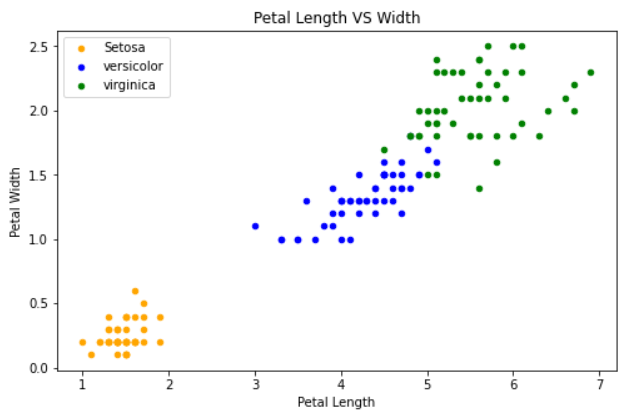 Petal Length VS Width
Setosa
versicolor
virginica
Petal Width
2.5
2.0
1.5
1.0
0.5
0.0
1 2 3 4 5 6 7
Petal Length